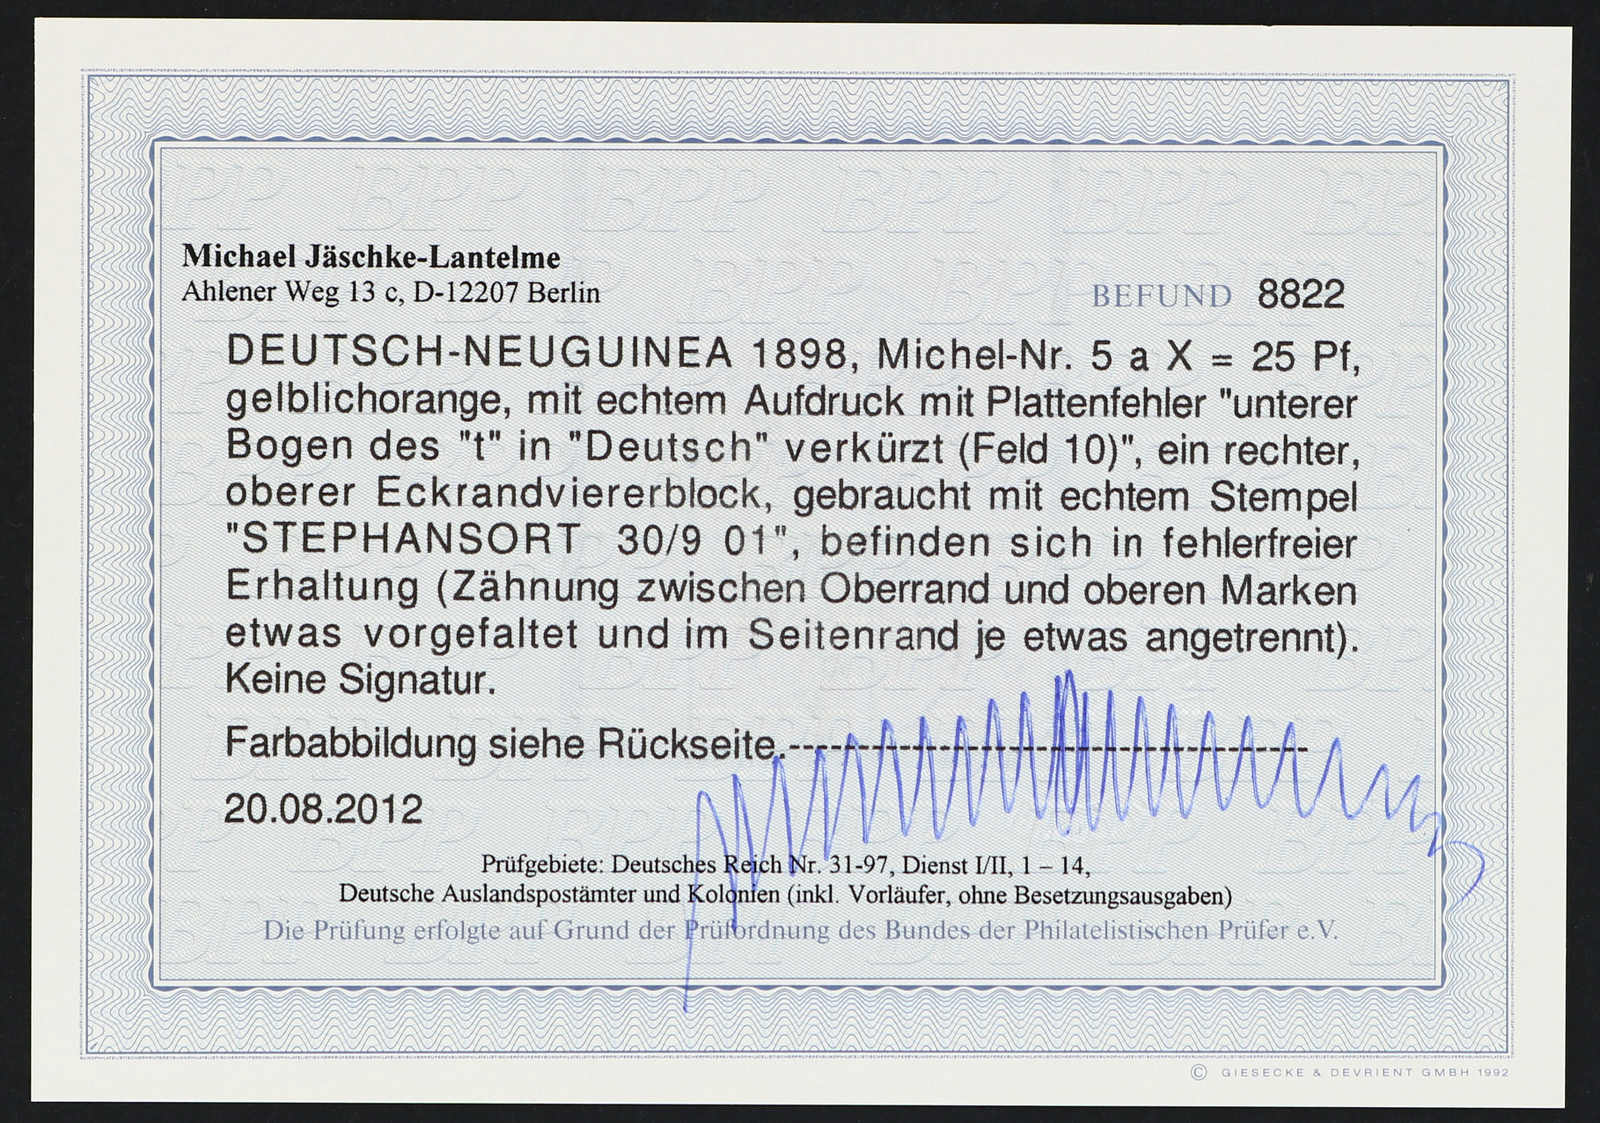 Michael Jäschke-Lantelme
Ahlener Weg 13 c, D-12207 Berlin
BEFUND 8822
DEUTSCH-NEUGUINEA 1898, Michel-Nr. 5 a X = 25 Pf,
gelblichorange, mit echtem Aufdruck mit Plattenfehler "unterer
Bogen des "t" in "Deutsch" verkürzt (Feld 10)", ein rechter,
oberer Eckrandviererblock, gebraucht mit echtem Stempel
"STEPHANSORT 30/9 01", befinden sich in fehlerfreier
Erhaltung (Zähnung zwischen Oberrand und oberen Marken
etwas vorgefaltet und im Seitenrand je etwas angetrennt).
Keine Signatur.
Farbabbildung siehe Rückseite.------------------------------------
20.08.2012
Prüfgebiete: Deutsches Reich Nr. 31-97, Dienst I/II, 1 – 14,
Deutsche Auslandspostämter und Kolonien (inkl. Vorläufer, ohne Besetzungsausgaben)
Die Prüfung erfolgte auf Grund der Prüfordnung des Bundes der Philatelistischen Prüfer e.V.
© GIESECKE & DEVRIENT GMBH 1992